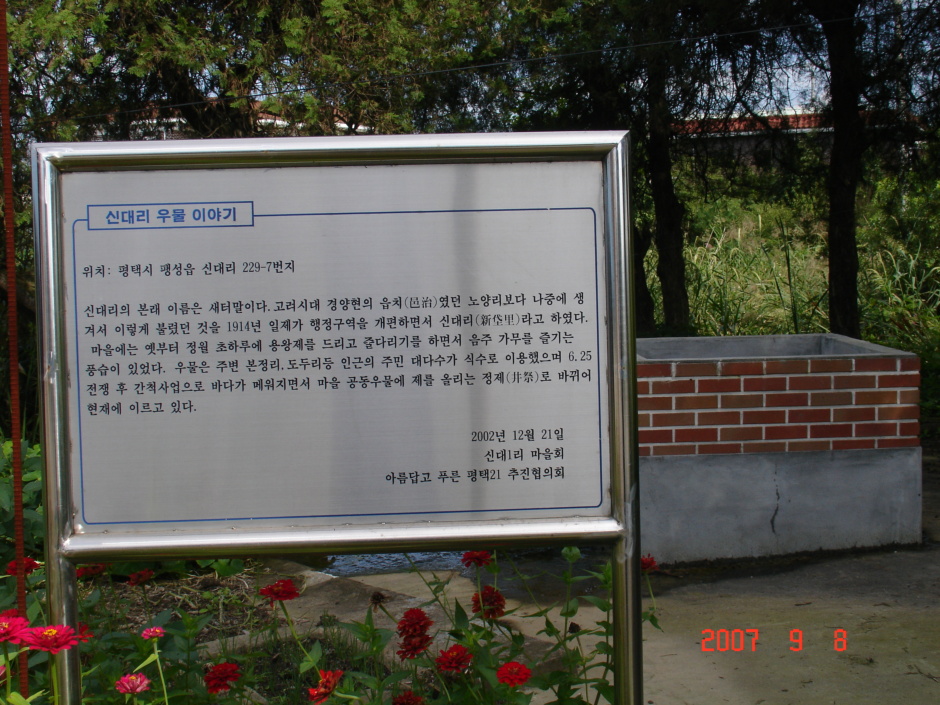 신대리 우물 이야기
위치: 평택시 팽성읍 신대리 229-7번지
신대리의 본래 이름은 새터말이다. 고려시대 경양현의 읍치(邑治)였던 노양리보다 나중에 생
겨서 이렇게 불렸던 것을 1914년 일제가 행정구역을 개편하면서 신대리(新垈里)라고 하였다.
마을에는 옛부터 정월 초하루에 용왕제를 드리고 줄다리기를 하면서 음주 가무를 즐기는
풍습이 있었다. 우물은 주변 본정리, 도두리등 인근의 주민 대다수가 식수로 이용했으며 6.25
전쟁 후 간척사업으로 바다가 메워지면서 마을 공동우물에 제를 올리는 정제(井祭)로 바뀌어
현재에 이르고 있다.
2002년 12월 21일
신대1리 마을회
아름답고 푸른 평택21 추진협의회
2007 9 8